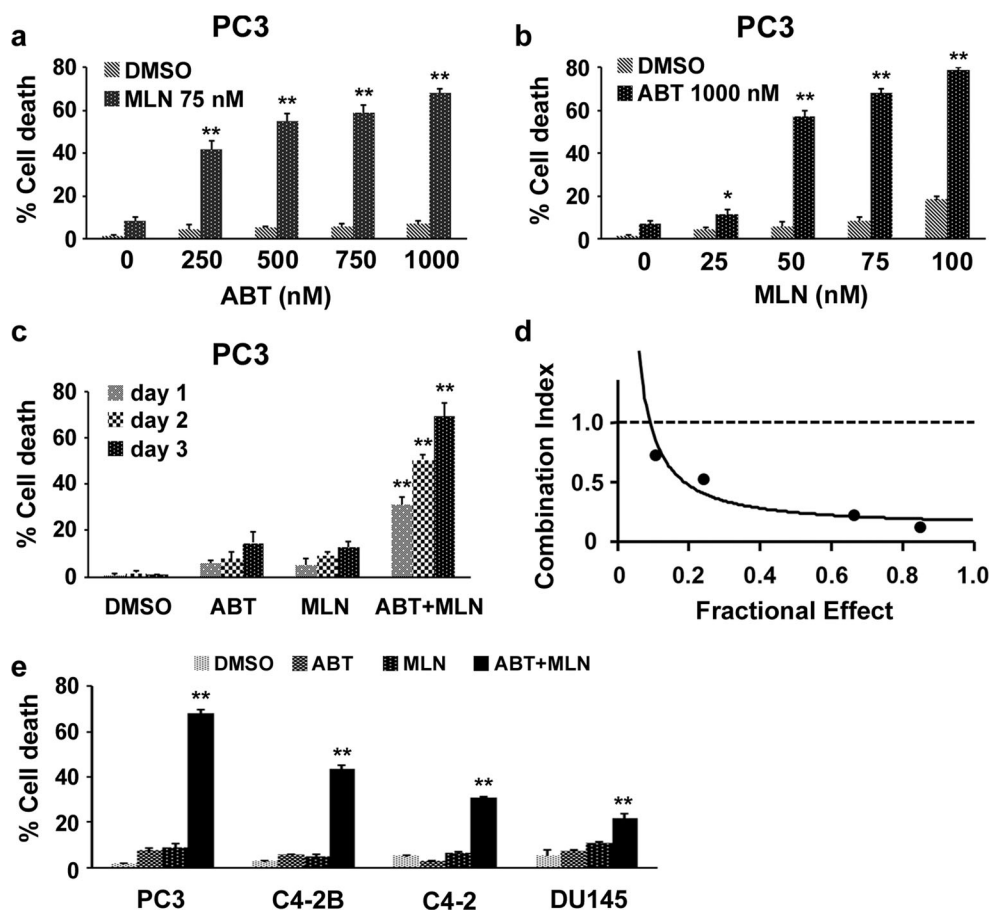 a
PC3
DMSO
MLN 75 nM
% Cell death
80
60
40
20
0
** ** ** **
0 250 500 750 1000
ABT (nM)
b
PC3
DMSO
ABT 1000 nM
% Cell death
80
60
40
20
0
* ** ** **
0 25 50 75 100
MLN (nM)
c
PC3
day 1
day 2
day 3
% Cell death
80
60
40
20
0
** ** **
DMSO ABT MLN ABT+MLN
d
Combination Index
1.0
0.5
0
0 0.2 0.4 0.6 0.8 1.0
Fractional Effect
e
DMSO ABT MLN ABT+MLN
% Cell death
80
60
40
20
0
** ** ** **
PC3 C4-2B C4-2 DU145